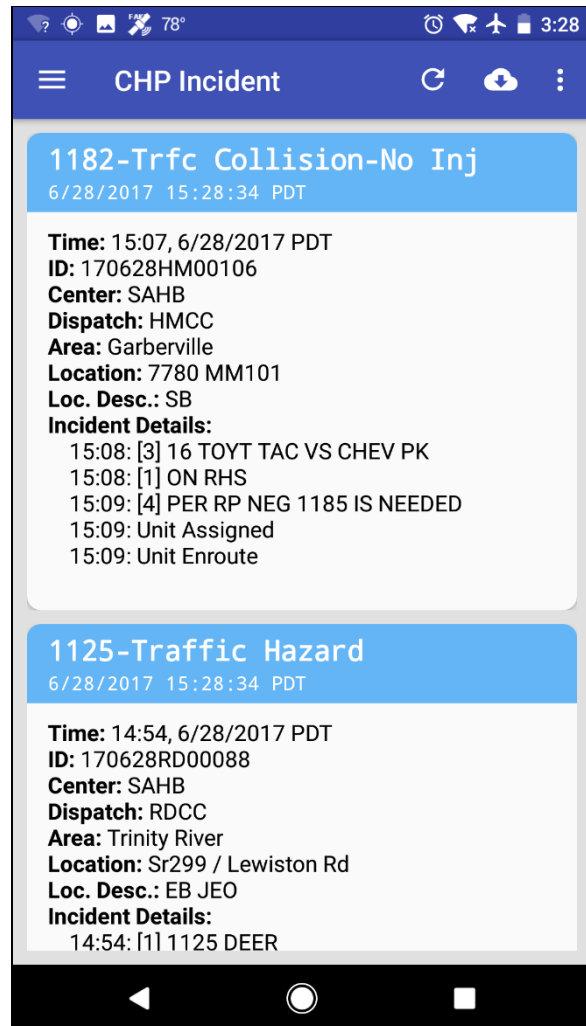 78°
3:28
CHP Incident
1182-Trfc Collision-No Inj
6/28/2017 15:28:34 PDT
Time: 15:07, 6/28/2017 PDT
ID: 170628HM00106
Center: SAHB
Dispatch: HMCC
Area: Garberville
Location: 7780 MM101
Loc. Desc.: SB
Incident Details:
15:08: [3] 16 TOYT TAC VS CHEV PK
15:08: [1] ON RHS
15:09: [4] PER RP NEG 1185 IS NEEDED
15:09: Unit Assigned
15:09: Unit Enroute
1125-Traffic Hazard
6/28/2017 15:28:34 PDT
Time: 14:54, 6/28/2017 PDT
ID: 170628RD00088
Center: SAHB
Dispatch: RDCC
Area: Trinity River
Location: Sr299 / Lewiston Rd
Loc. Desc.: EB JEO
Incident Details:
14:54: [1] 1125 DEER